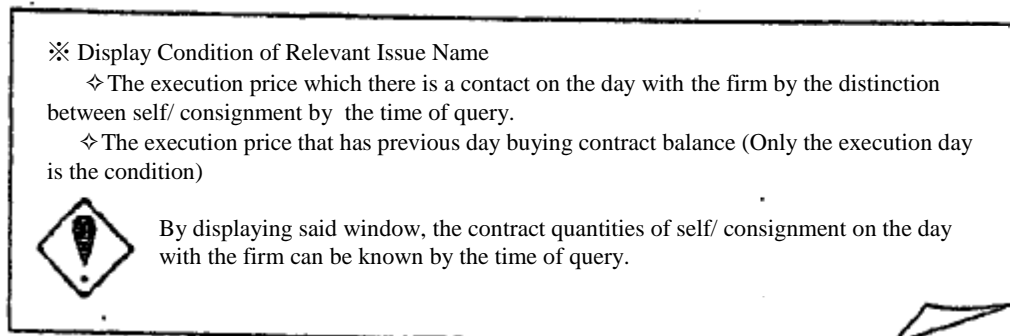 ※ Display Condition of Relevant Issue Name
✧The execution price which there is a contact on the day with the firm by the distinction
between self/ consignment by the time of query.
✧The execution price that has previous day buying contract balance (Only the execution day
is the condition)
By displaying said window, the contract quantities of self/ consignment on the day
with the firm can be known by the time of query.